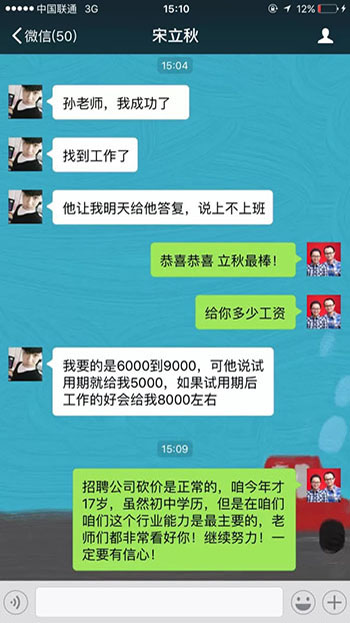 中国联通 3G 15:10 12%
微信(50) 宋立秋
15:04
孙老师，我成功了
找到工作了
他让我明天给他答复，说上不上班
恭喜恭喜 立秋最棒！
给你多少工资
我要的是6000到9000，可他说试
用期就给我5000，如果试用期后
工作的好会给我8000左右
15:09
招聘公司砍价是正常的，咱今年才
17岁，虽然初中学历，但是在咱们
咱们这个行业能力是最主要的，老
师们都非常看好你！继续努力！一
定要有信心！